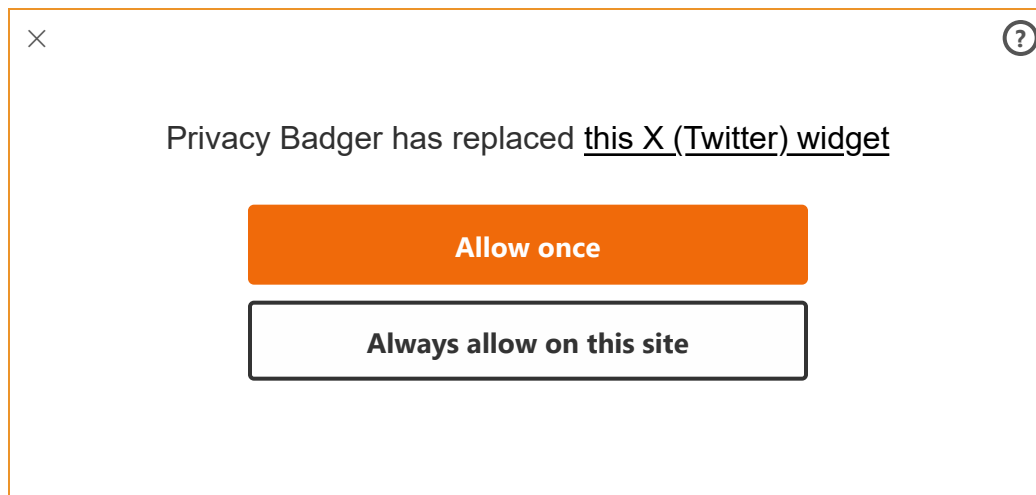 ?
Privacy Badger has replaced this X (Twitter) widget
Allow once
Always allow on this site